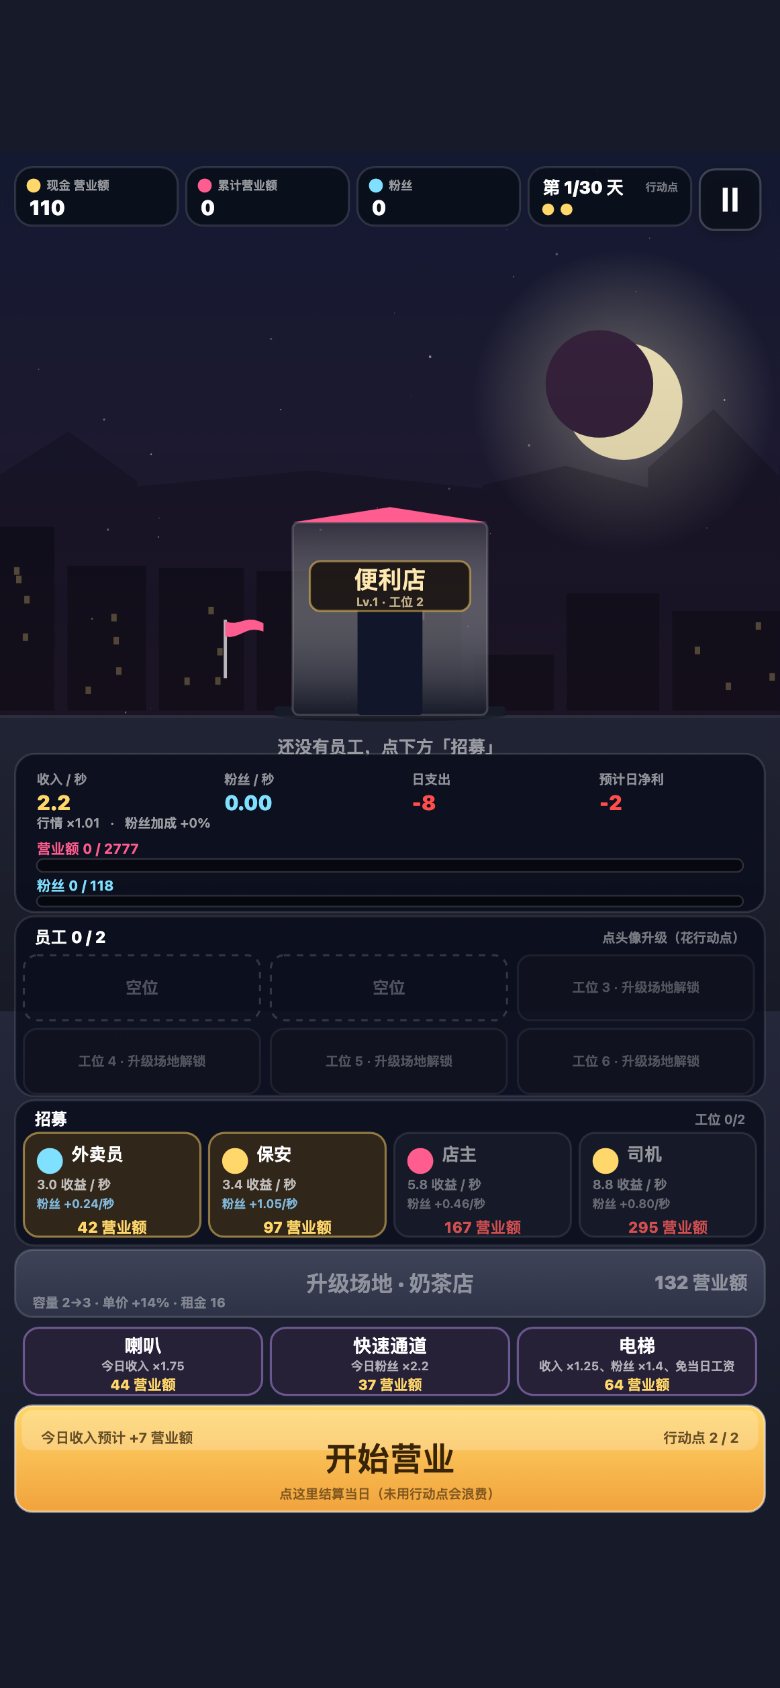 现金 营业额
110
累计营业额
0
粉丝
0
第 1/30 天
行动点
便利店
Lv.1 · 工位 2
还没有员工，点下方「招募」
收入 / 秒
2.2
粉丝 / 秒
0.00
日支出
-8
预计日净利
-2
行情 ×1.01 · 粉丝加成 +0%
营业额 0 / 2777
粉丝 0 / 118
员工 0 / 2
点头像升级（花行动点）
空位
空位
工位 3 · 升级场地解锁
工位 4 · 升级场地解锁
工位 5 · 升级场地解锁
工位 6 · 升级场地解锁
招募
工位 0/2
外卖员
3.0 收益 / 秒
粉丝 +0.24/秒
42 营业额
保安
3.4 收益 / 秒
粉丝 +1.05/秒
97 营业额
店主
5.8 收益 / 秒
粉丝 +0.46/秒
167 营业额
司机
8.8 收益 / 秒
粉丝 +0.80/秒
295 营业额
升级场地 · 奶茶店
132 营业额
容量 2→3 · 单价 +14% · 租金 16
喇叭
今日收入 ×1.75
44 营业额
快速通道
今日粉丝 ×2.2
37 营业额
电梯
收入 ×1.25、粉丝 ×1.4、免当日工资
64 营业额
今日收入预计 +7 营业额
行动点 2 / 2
开始营业
点这里结算当日（未用行动点会浪费）